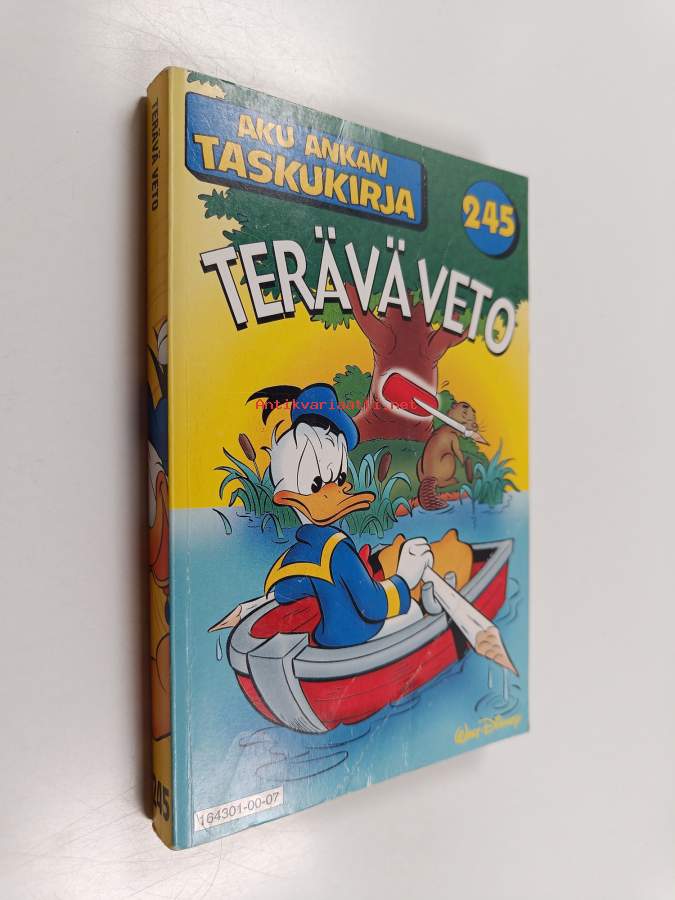 TERÄVÄ VETO
AKU ANKAN
TASKUKIRJA
245
TERÄVÄ VETO
Antikvariaatti.net
Walt Disney
164301-00-07
245